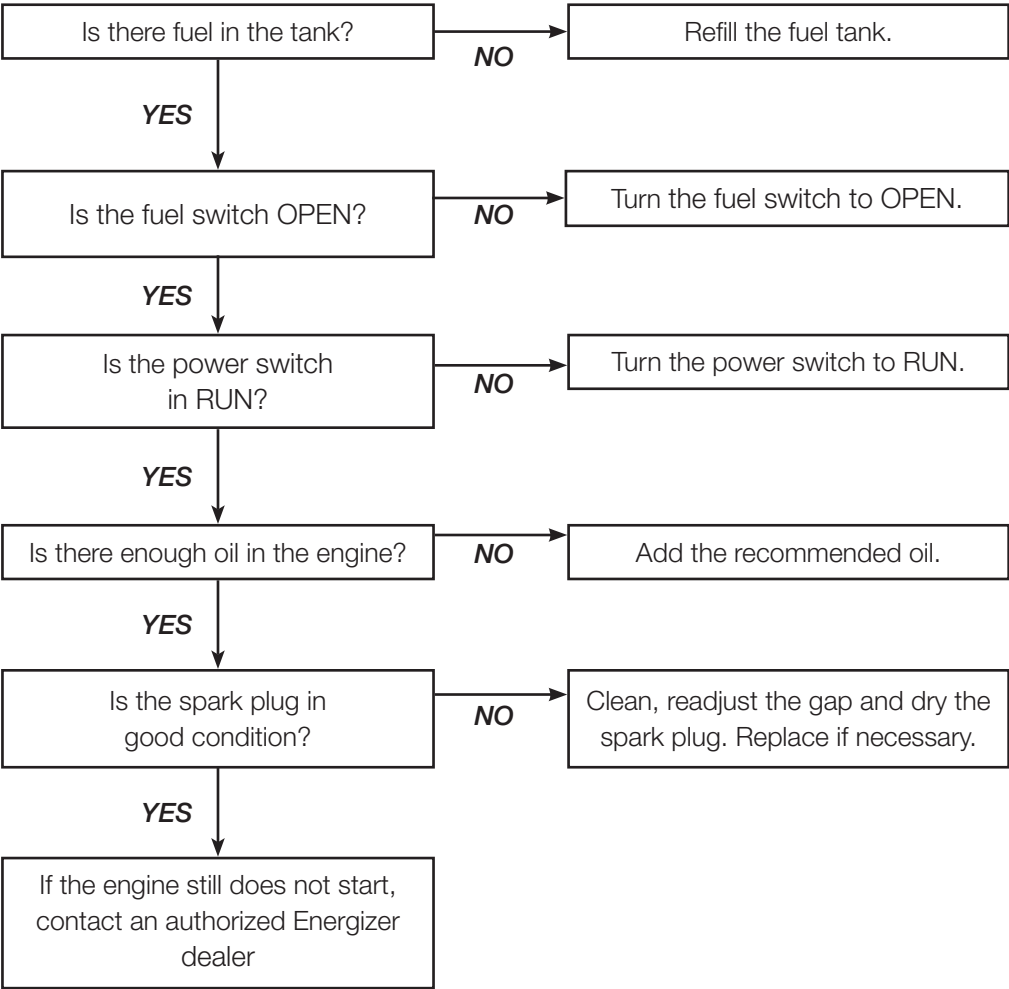 Is there fuel in the tank?
NO
Refill the fuel tank.
YES
Is the fuel switch OPEN?
NO
Turn the fuel switch to OPEN.
YES
Is the power switch
in RUN?
NO
Turn the power switch to RUN.
YES
Is there enough oil in the engine?
NO
Add the recommended oil.
YES
Is the spark plug in
good condition?
NO
Clean, readjust the gap and dry the
spark plug. Replace if necessary.
YES
If the engine still does not start,
contact an authorized Energizer
dealer